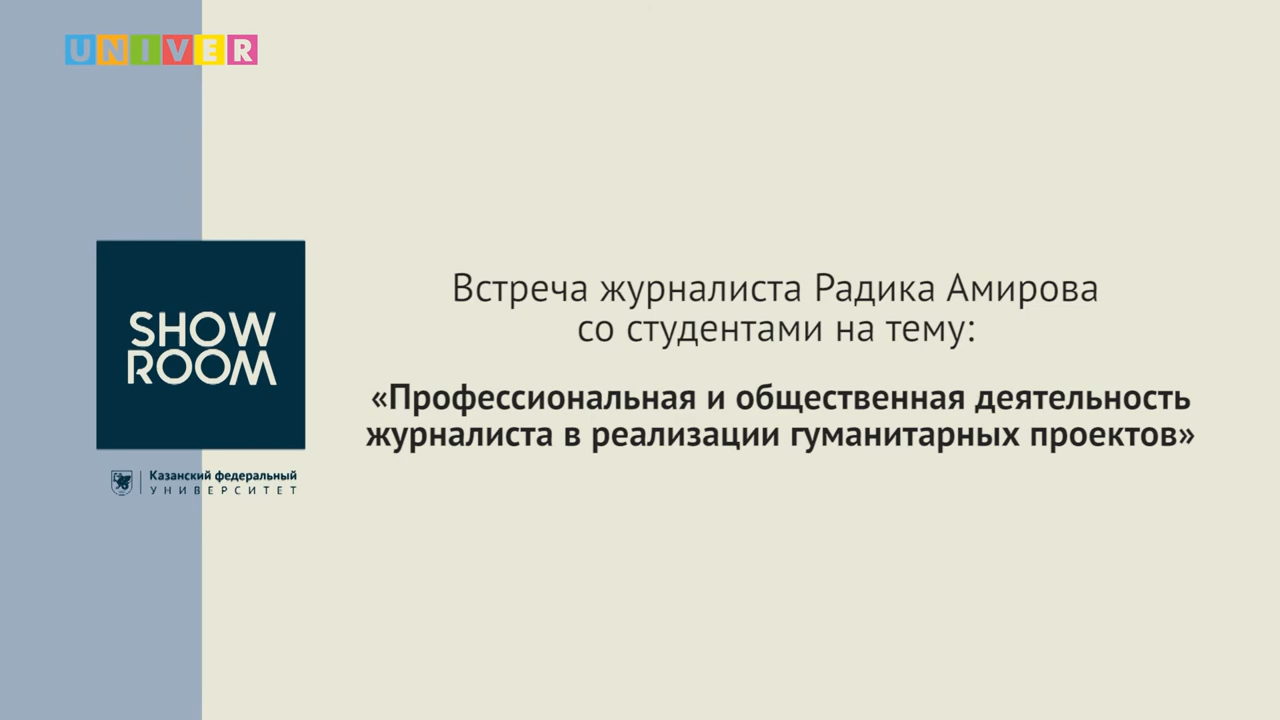 UNIVER
SHOW
ROOM
Казанский федеральный
УНИВЕРСИТЕТ
Встреча журналиста Радика Амирова
со студентами на тему:
«Профессиональная и общественная деятельность
журналиста в реализации гуманитарных проектов»